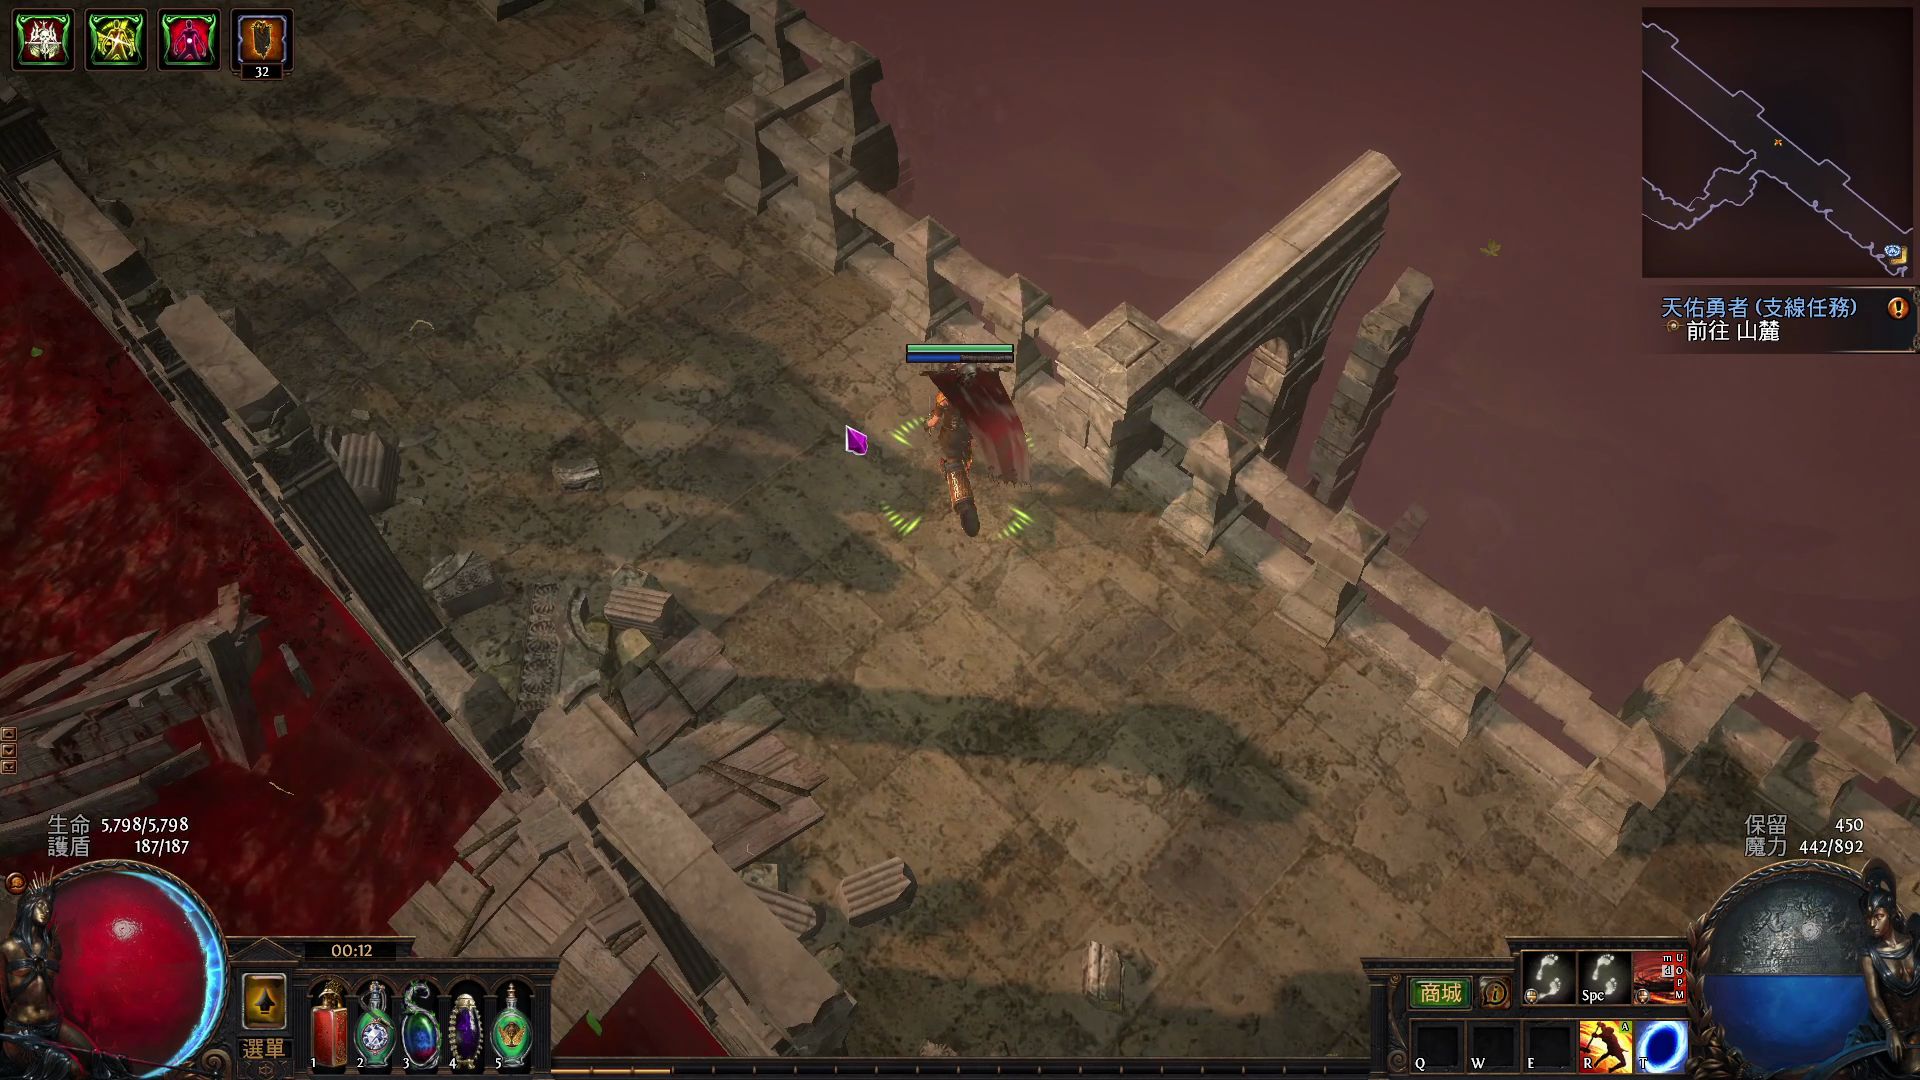 32
天佑勇者 (支線任務)
前往 山麓
生命 5,798/5,798
護盾 187/187
保留 450
魔力 442/892
00:12
選單
1
2
3
4
5
商城
Spc
m U
d O
P
M
Q
W
E
R
A
T